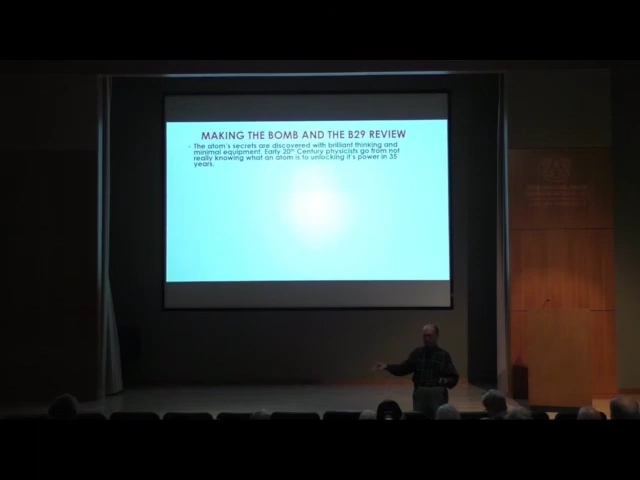 MAKING THE BOMB AND THE B29 REVIEW
• The atom's secrets are discovered with brilliant thinking and
minimal equipment. Early 20th Century physicists go from not
really knowing what an atom is to unlocking it's power in 35
years.